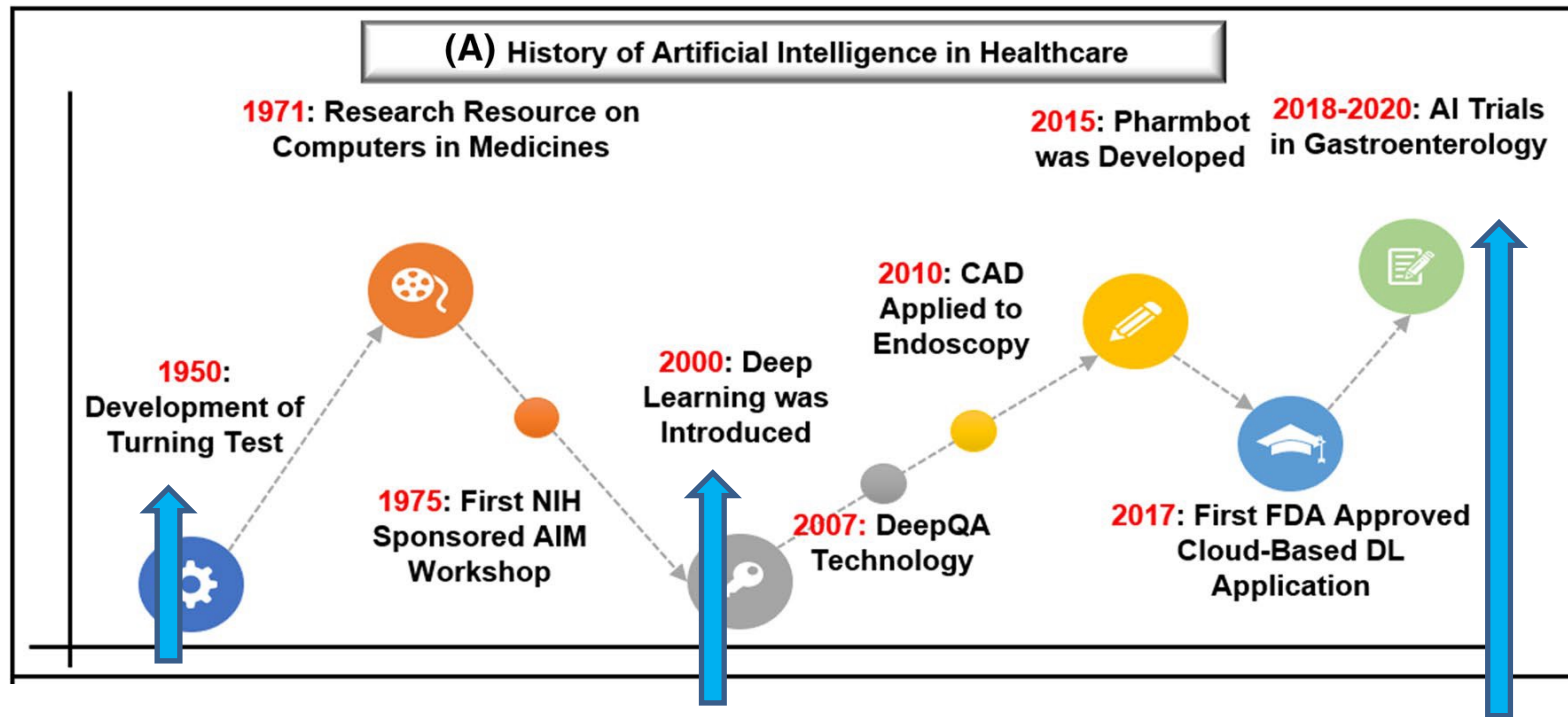 (A) History of Artificial Intelligence in Healthcare
1971: Research Resource on
Computers in Medicines
2015: Pharmbot
was Developed
2018-2020: AI Trials
in Gastroenterology
1950:
Development of
Turning Test
2000: Deep
Learning was
Introduced
2010: CAD
Applied to
Endoscopy
1975: First NIH
Sponsored AIM
Workshop
2007: DeepQA
Technology
2017: First FDA Approved
Cloud-Based DL
Application